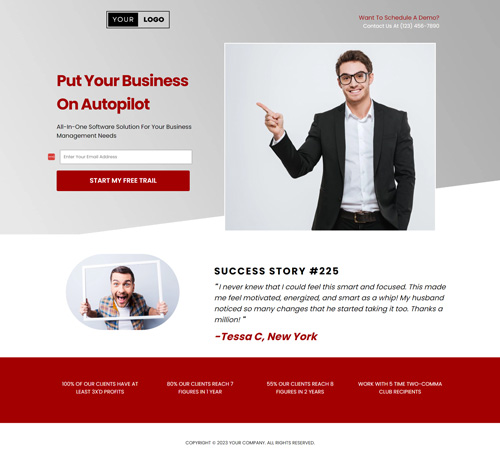 YOUR LOGO
Want To Schedule A Demo?
Contact Us At (123) 456-7890
Put Your Business
On Autopilot
All-In-One Software Solution For Your Business
Management Needs
Enter Your Email Address
START MY FREE TRAIL
SUCCESS STORY #225
" I never knew that I could feel this smart and focused. This made
me feel motivated, energized, and smart as a whip! My husband
noticed so many changes that he started taking it too. Thanks a
million! "
-Tessa C, New York
100% OF OUR CLIENTS HAVE AT
LEAST 3X'D PROFITS
80% OUR CLIENTS REACH 7
FIGURES IN 1 YEAR
55% OUR CLIENTS REACH 8
FIGURES IN 2 YEARS
WORK WITH 5 TIME TWO-COMMA
CLUB RECIPIENTS
COPYRIGHT © 2023 YOUR COMPANY. ALL RIGHTS RESERVED.